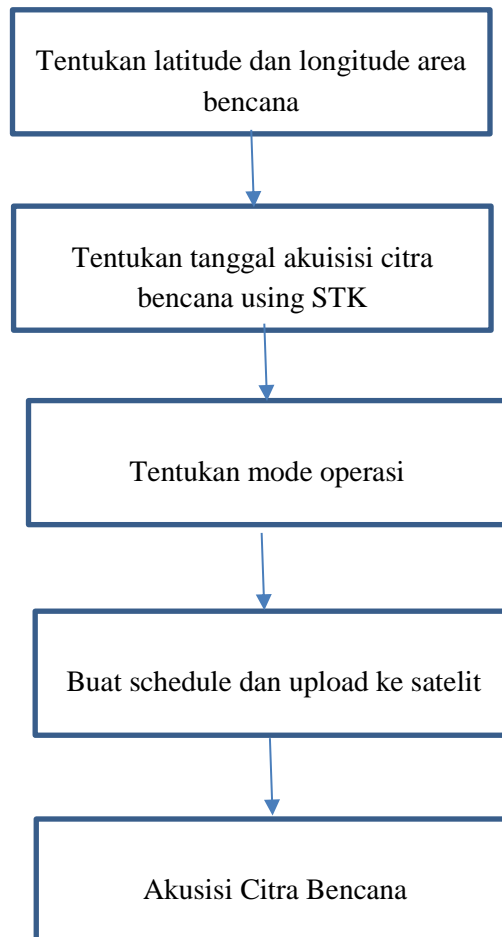 Tentukan latitude dan longitude area
bencana
Tentukan tanggal akuisisi citra
bencana using STK
Tentukan mode operasi
Buat schedule dan upload ke satelit
Akusisi Citra Bencana